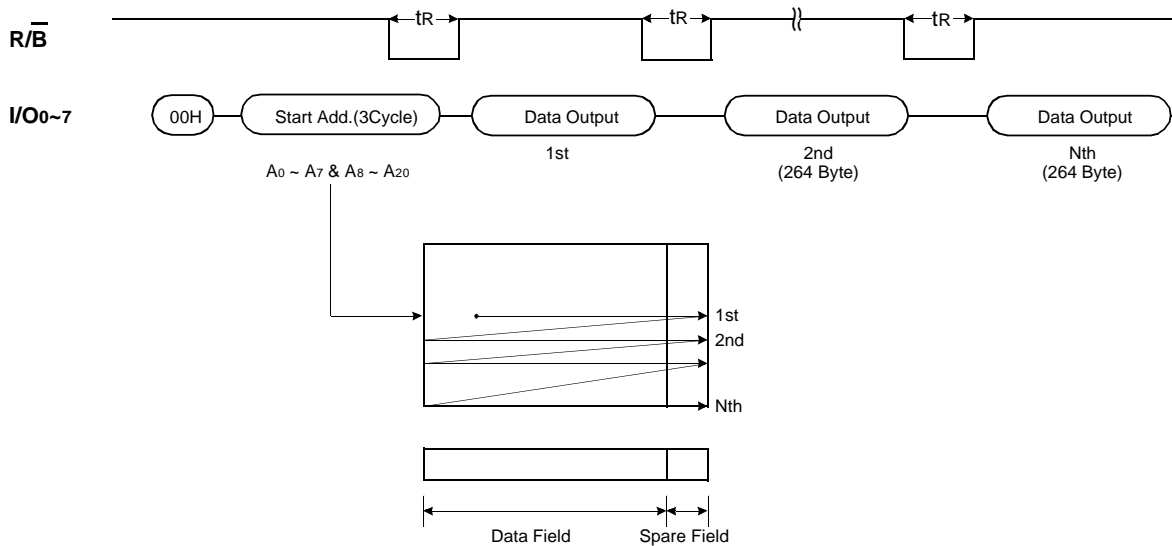 R/B
tR
tR
tR
I/O0~7
00H
Start Add.(3Cycle)
Data Output
Data Output
Data Output
1st
2nd
(264 Byte)
Nth
(264 Byte)
A0 ~ A7 & A8 ~ A20
1st
2nd
Nth
Data Field
Spare Field